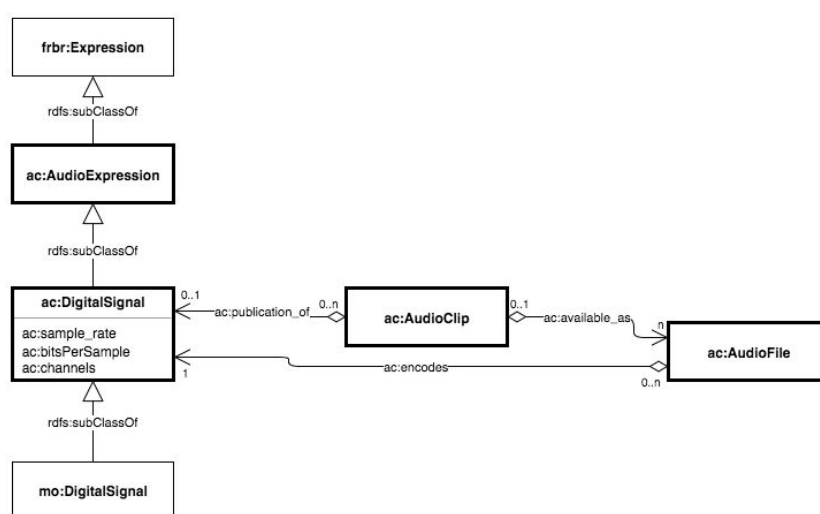 frbr:Expression
rdfs:subClassOf
ac:AudioExpression
rdfs:subClassOf
ac:DigitalSignal
ac:sample_rate
ac:bitsPerSample
ac:channels
0..1
ac:publication_of
0..n
ac:AudioClip
0..1
ac:available_as
n
ac:AudioFile
1
ac:encodes
0..n
rdfs:subClassOf
mo:DigitalSignal